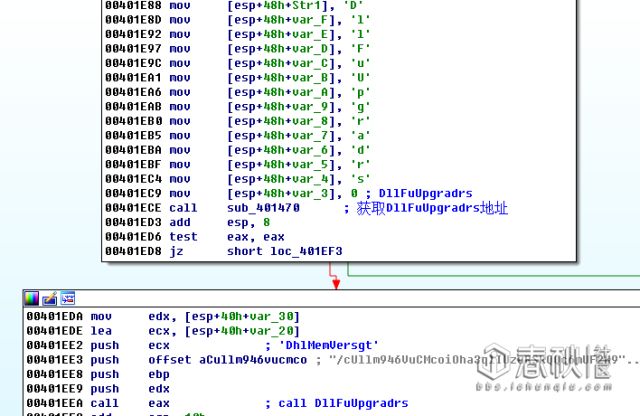 00401E88 mov [esp+48h+Str1], 'D'
00401E8D mov [esp+48h+var_F], 'l'
00401E92 mov [esp+48h+var_E], 'l'
00401E97 mov [esp+48h+var_D], 'F'
00401E9C mov [esp+48h+var_C], 'u'
00401EA1 mov [esp+48h+var_B], 'U'
00401EA6 mov [esp+48h+var_A], 'p'
00401EAB mov [esp+48h+var_9], 'g'
00401EB0 mov [esp+48h+var_8], 'r'
00401EB5 mov [esp+48h+var_7], 'a'
00401EBA mov [esp+48h+var_6], 'd'
00401EBF mov [esp+48h+var_5], 'r'
00401EC4 mov [esp+48h+var_4], 's'
00401EC9 mov [esp+48h+var_3], 0 ; DllFuUpgradrs
00401ECE call sub_401470 ; 获取DllFuUpgradrs地址
00401ED3 add esp, 8
00401ED6 test eax, eax
00401ED8 jz short loc_401EF3
00401EDA mov edx, [esp+40h+var_30]
00401EDE lea ecx, [esp+40h+var_20]
00401EE2 push ecx ; 'DhlMemVersgt'
00401EE3 push offset aCullm946vucmco ; "/cUllm946VuCMcoiOha3q
00401EE8 push ebp
00401EE9 push edx
00401EEA call eax ; call DllFuUpgradrs
春秋
bbs.ichunqiu.com